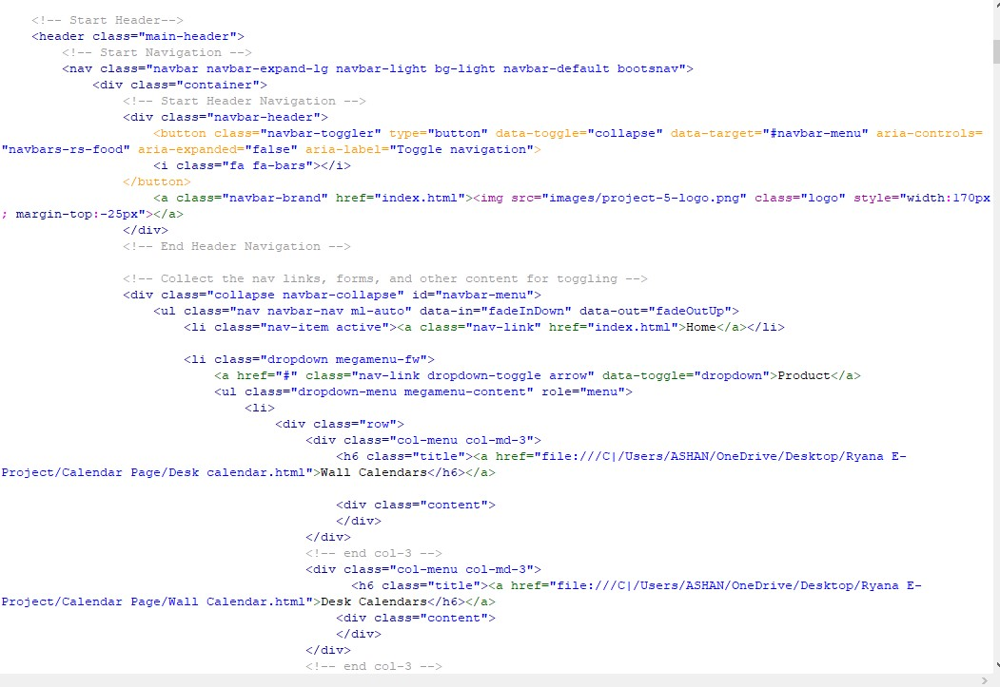 <!-- Start Header-->
<header class="main-header">
<!-- Start Navigation -->
<nav class="navbar navbar-expand-lg navbar-light bg-light navbar-default bootsnav">
<div class="container">
<!-- Start Header Navigation -->
<div class="navbar-header">
<button class="navbar-toggler" type="button" data-toggle="collapse" data-target="#navbar-menu" aria-controls=
"navbars-rs-food" aria-expanded="false" aria-label="Toggle navigation">
<i class="fa fa-bars"></i>
</button>
<a class="navbar-brand" href="index.html"><img src="images/project-5-logo.png" class="logo" style="width:170px
; margin-top:-25px"></a>
</div>
<!-- End Header Navigation -->
<!-- Collect the nav links, forms, and other content for toggling -->
<div class="collapse navbar-collapse" id="navbar-menu">
<ul class="nav navbar-nav ml-auto" data-in="fadeInDown" data-out="fadeOutUp">
<li class="nav-item active"><a class="nav-link" href="index.html">Home</a></li>
<li class="dropdown megamenu-fw">
<a href="#" class="nav-link dropdown-toggle arrow" data-toggle="dropdown">Product</a>
<ul class="dropdown-menu megamenu-content" role="menu">
<li>
<div class="row">
<div class="col-menu col-md-3">
<h6 class="title"><a href="file:///C|/Users/ASHAN/OneDrive/Desktop/Ryana E-
Project/Calendar Page/Desk calendar.html">Wall Calendars</h6></a>
<div class="content">
</div>
</div>
<!-- end col-3 -->
<div class="col-menu col-md-3">
<h6 class="title"><a href="file:///C|/Users/ASHAN/OneDrive/Desktop/Ryana E-
Project/Calendar Page/Wall Calendar.html">Desk Calendars</h6></a>
<div class="content">
</div>
</div>
<!-- end col-3 -->